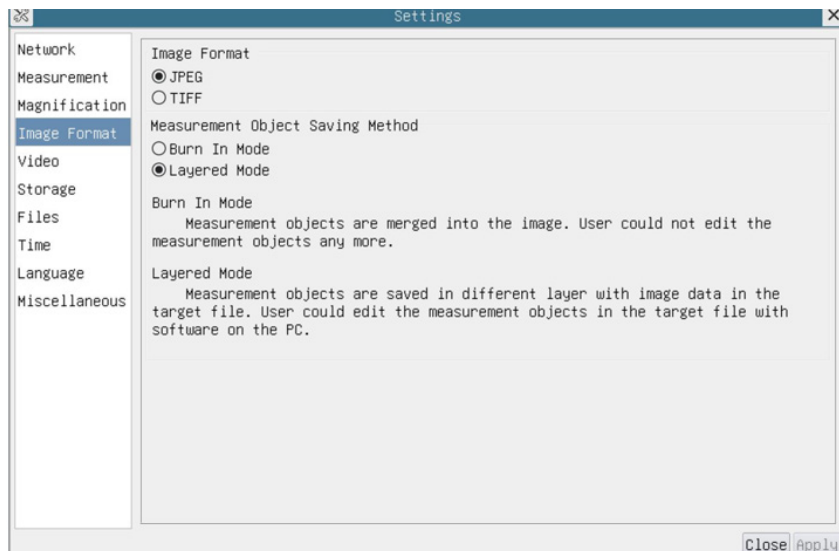 Settings
Network
Measurement
Magnification
Image Format
Video
Storage
Files
Time
Language
Miscellaneous
Image Format
JPEG
TIFF
Measurement Object Saving Method
Burn In Mode
Layered Mode
Burn In Mode
Measurement objects are merged into the image. User could not edit the
measurement objects any more.
Layered Mode
Measurement objects are saved in different layer with image data in the
target file. User could edit the measurement objects in the target file with
software on the PC.
Close Apply